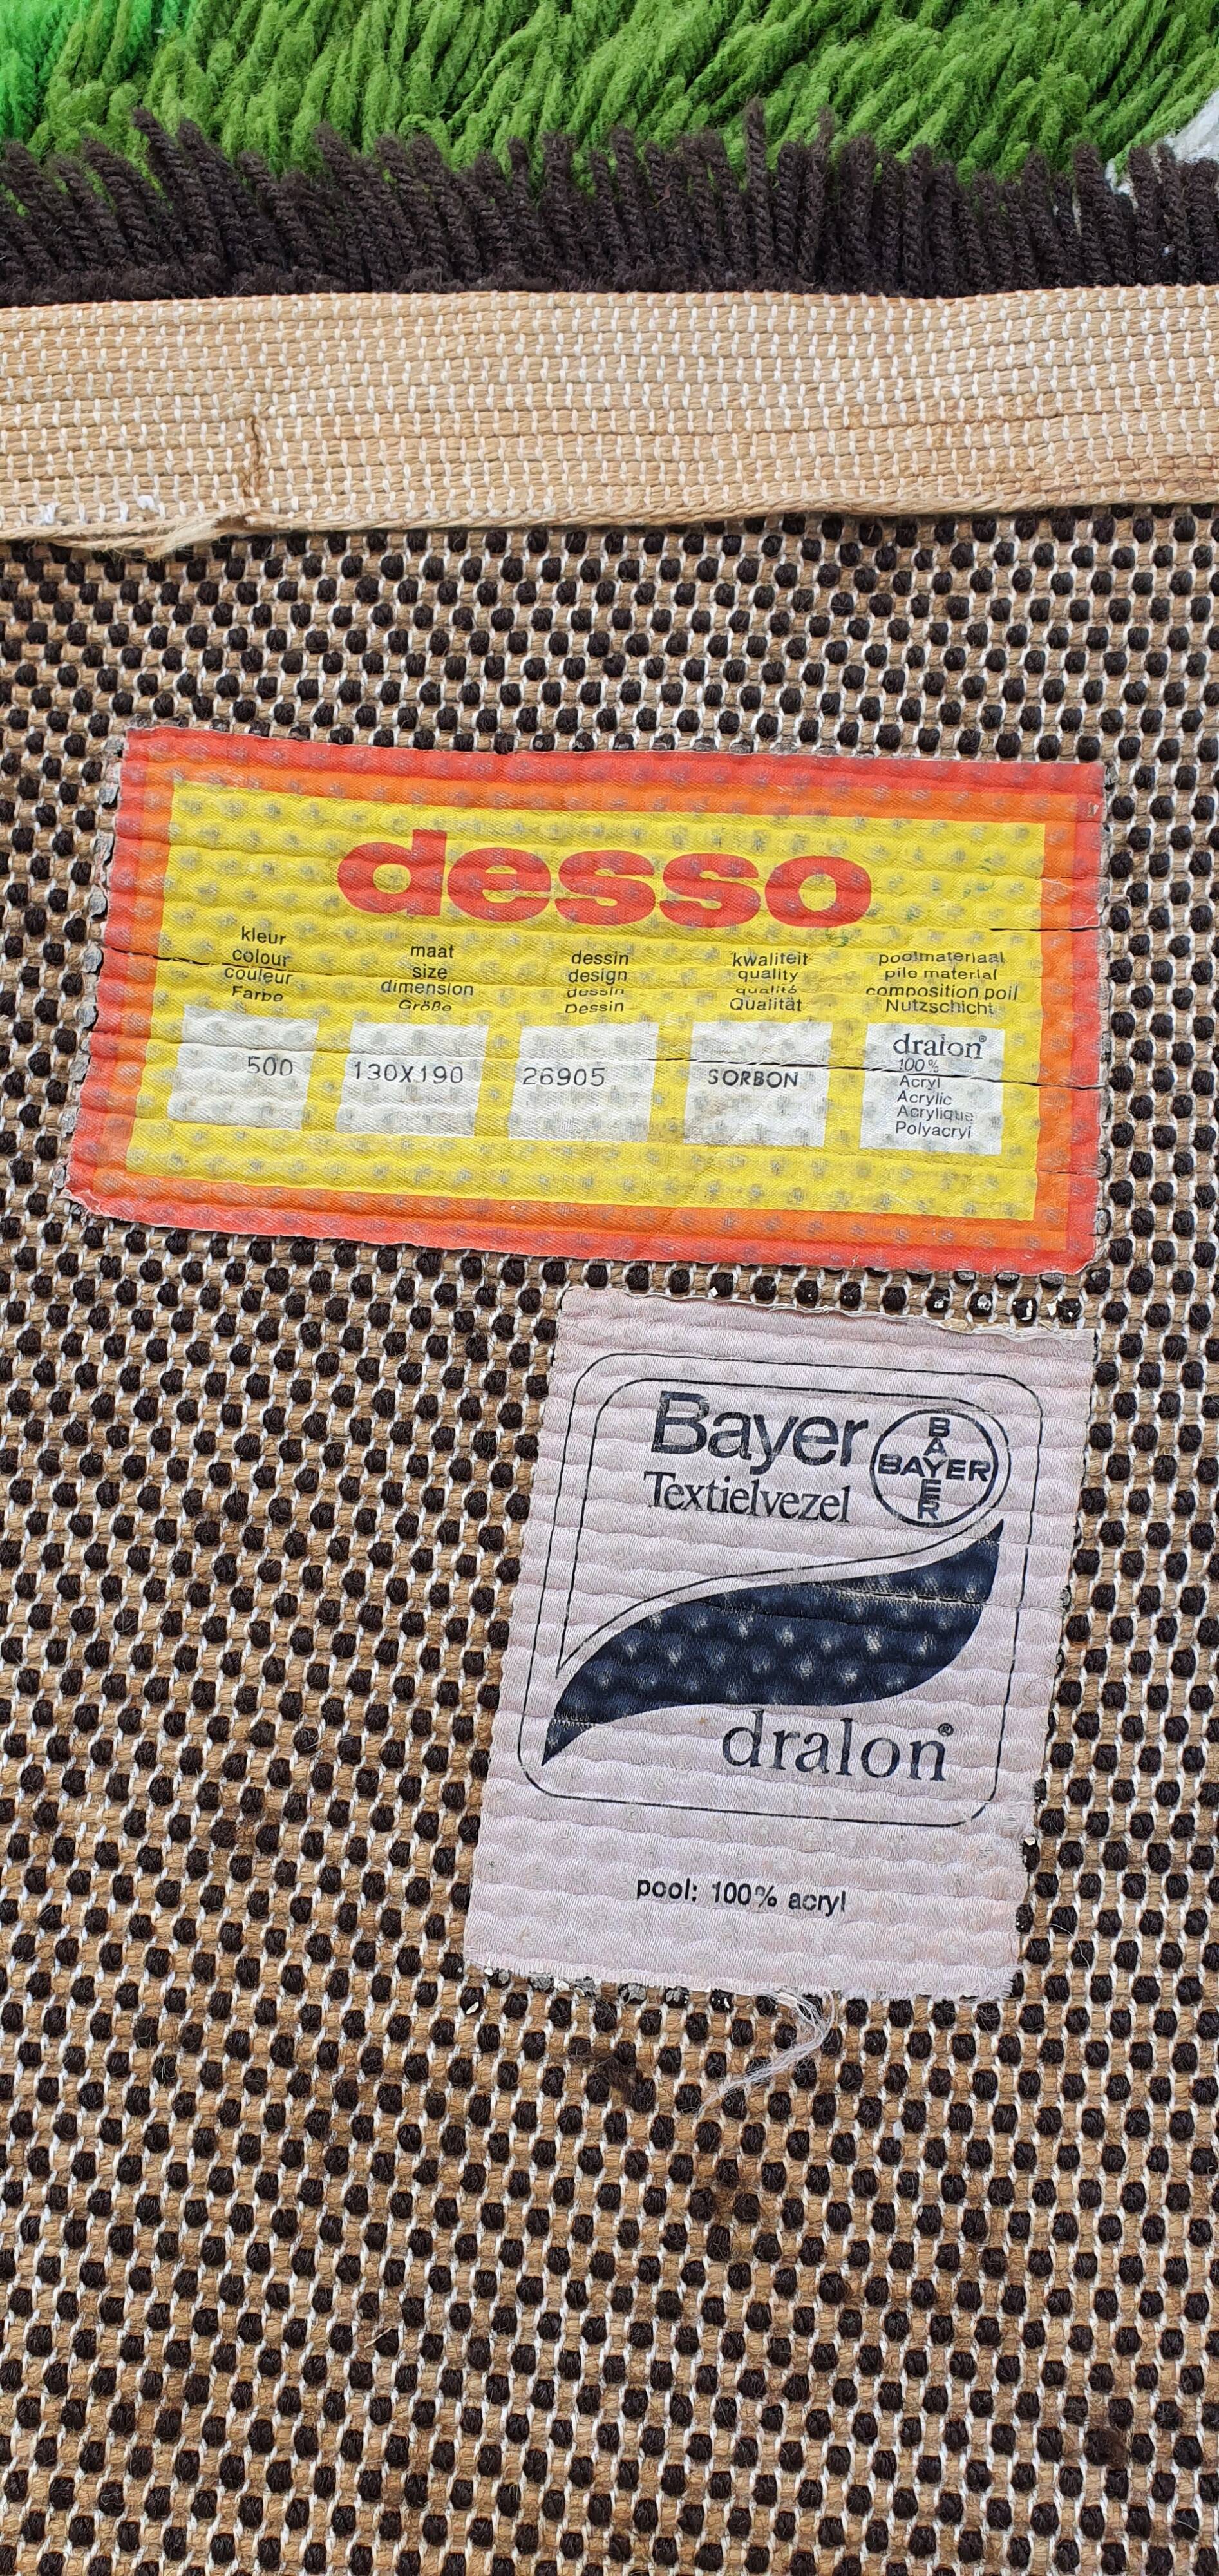 desso
kleur
colour
couleur
Farbe
500
maat
size
dimension
Größe
130X190
dessin
design
dessin
Dessin
26905
kwaliteit
quality
qualité
Qualität
SORBON
poolmateriaal
pile material
composition poil
Nutzschicht
dralon®
100%
Acryl
Acrylic
Acrylique
Polyacryl
Bayer
Textielvezel
BAYER
BAYER
dralon®
pool: 100% acryl